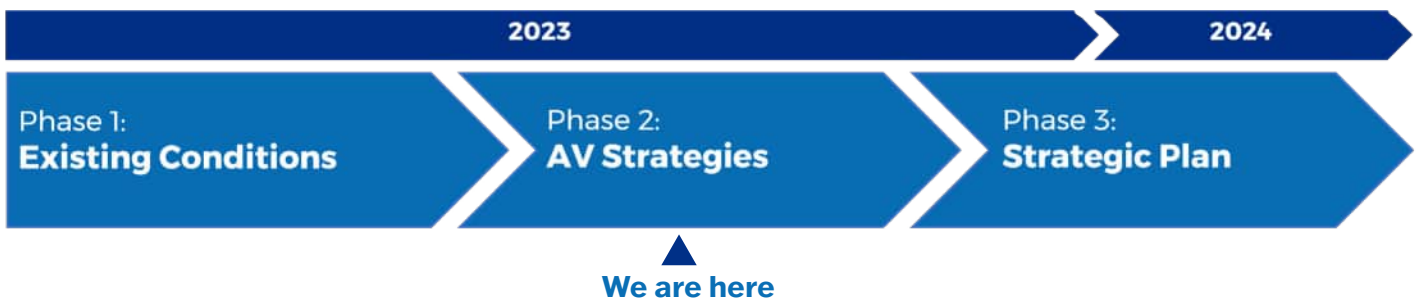 2023
2024
Phase 1:
Existing Conditions
Phase 2:
AV Strategies
Phase 3:
Strategic Plan
We are here